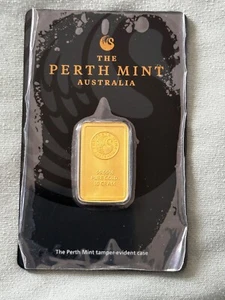 THE
PERTH MINT
AUSTRALIA
The Perth Mint tamper evident case